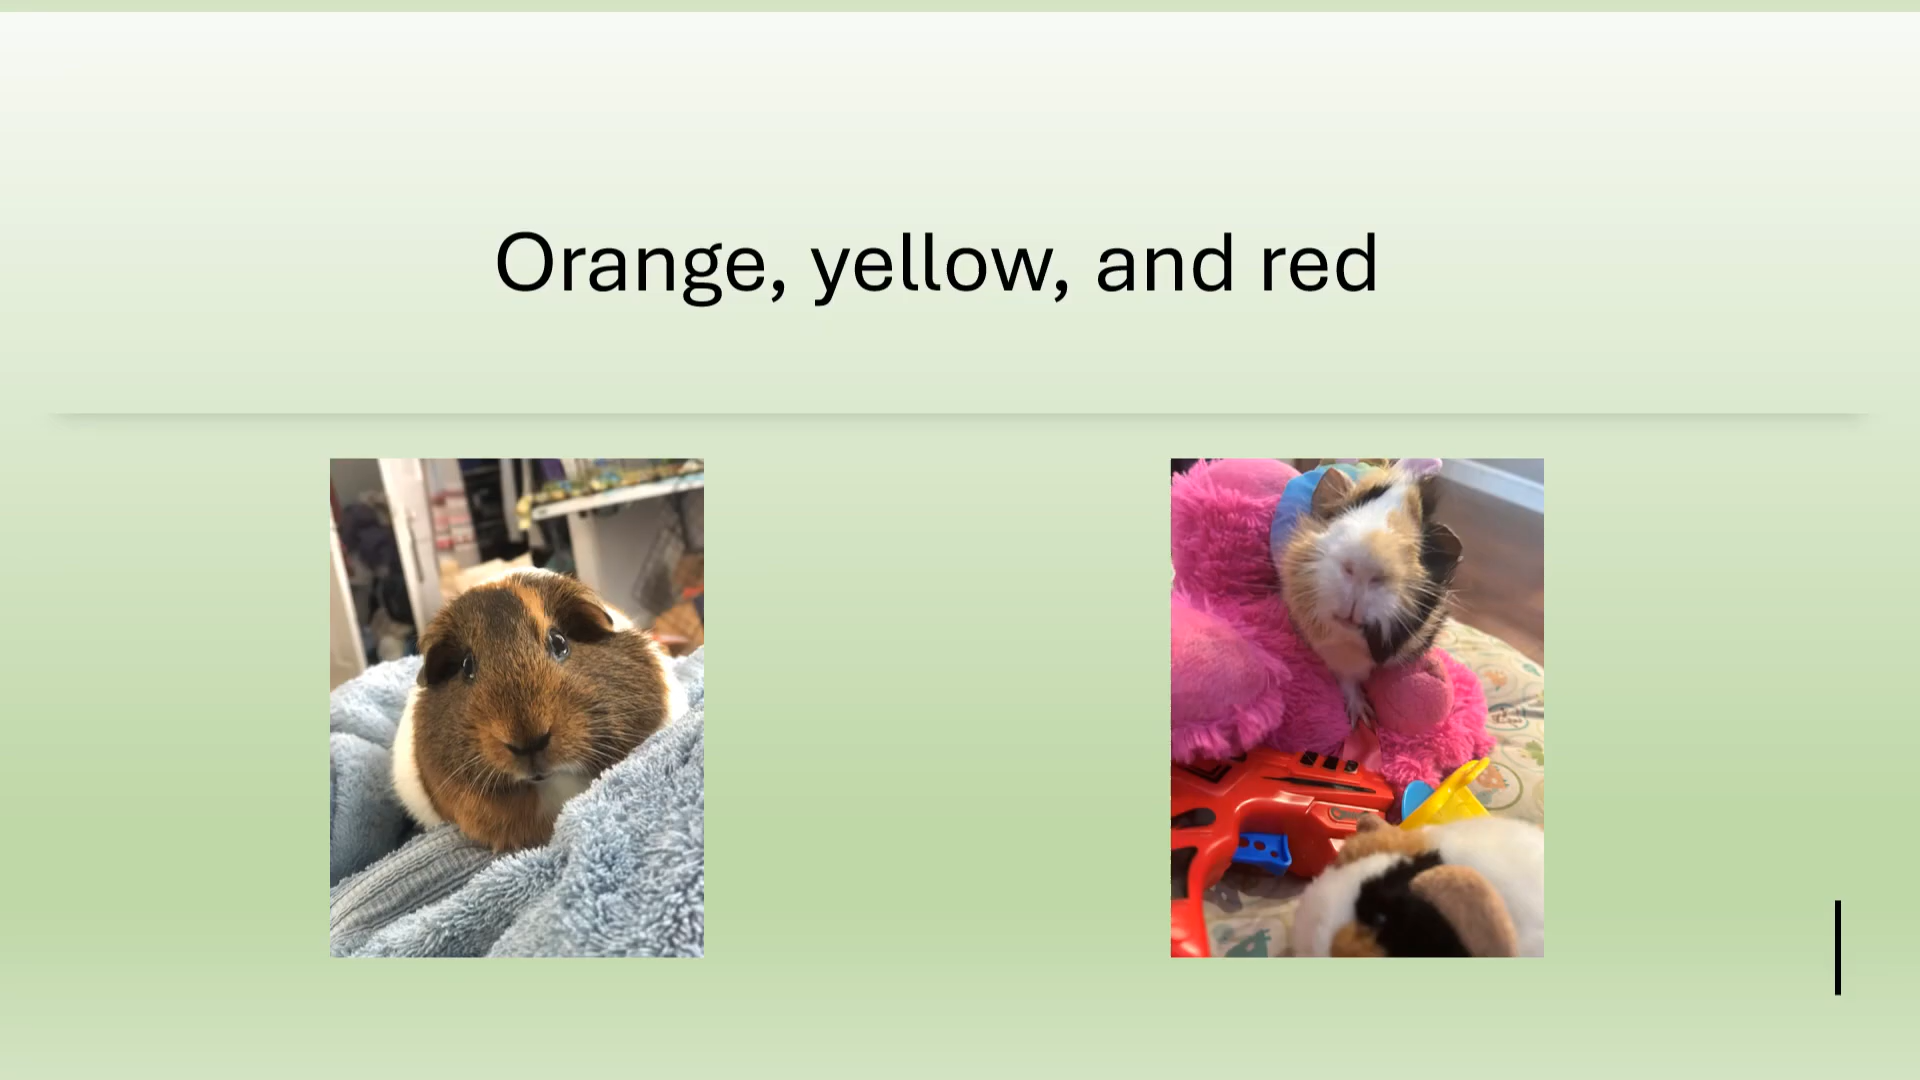 Orange, yellow, and red